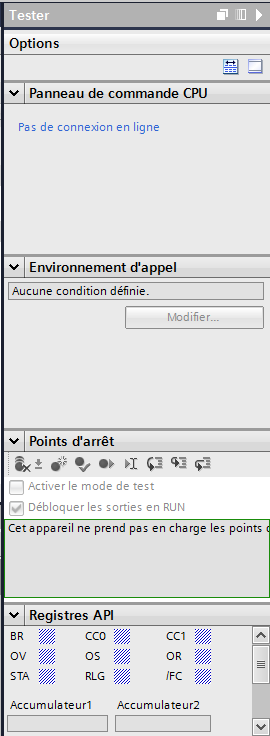 Tester
Options
Panneau de commande CPU
Pas de connexion en ligne
Environnement d'appel
Aucune condition définie.
Modifier...
Points d'arrêt
Activer le mode de test
Débloquer les sorties en RUN
Cet appareil ne prend pas en charge les points
Registres API
BR CC0 CC1
OV OS OR
STA RLG /FC
Accumulateur1 Accumulateur2